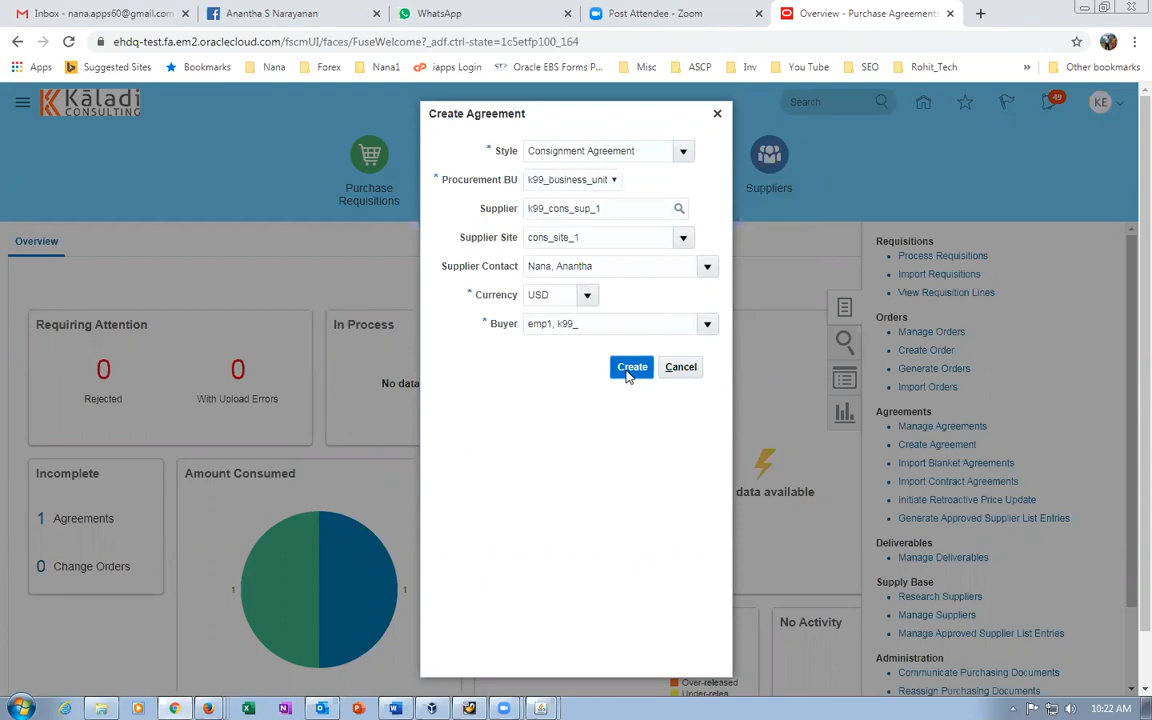 Inbox - nana.apps60@gmail.com
Anantha S Narayanan
WhatsApp
Post Attendee - Zoom
Overview - Purchase Agreements
ehdq-test.fa.em2.oraclecloud.com/fscmUI/faces/FuseWelcome?_adf.ctrl-state=1c5etfp100_164
Apps
Suggested Sites
Bookmarks
Nana
Forex
Nana1
iapps Login
Oracle EBS Forms P...
Misc
ASCP
Inv
You Tube
SEO
Rohit_Tech
»
Other bookmarks
Kāladi
CONSULTING
Search
49
KE
Purchase
Requisitions
Suppliers
Create Agreement
* Style Consignment Agreement
* Procurement BU k99_business_unit
Supplier k99_cons_sup_1
Supplier Site cons_site_1
Supplier Contact Nana, Anantha
* Currency USD
* Buyer emp1, k99_
Create
Cancel
Overview
Requiring Attention
0
Rejected
0
With Upload Errors
In Process
No data
Incomplete
1 Agreements
0 Change Orders
Amount Consumed
1
1
data available
No Activity
Over-released
Under-relea
Requisitions
Process Requisitions
Import Requisitions
View Requisition Lines
Orders
Manage Orders
Create Order
Generate Orders
Import Orders
Agreements
Manage Agreements
Create Agreement
Import Blanket Agreements
Import Contract Agreements
Initiate Retroactive Price Update
Generate Approved Supplier List Entries
Deliverables
Manage Deliverables
Supply Base
Research Suppliers
Manage Suppliers
Manage Approved Supplier List Entries
Administration
Communicate Purchasing Documents
Reassign Purchasing Documents
10:22 AM